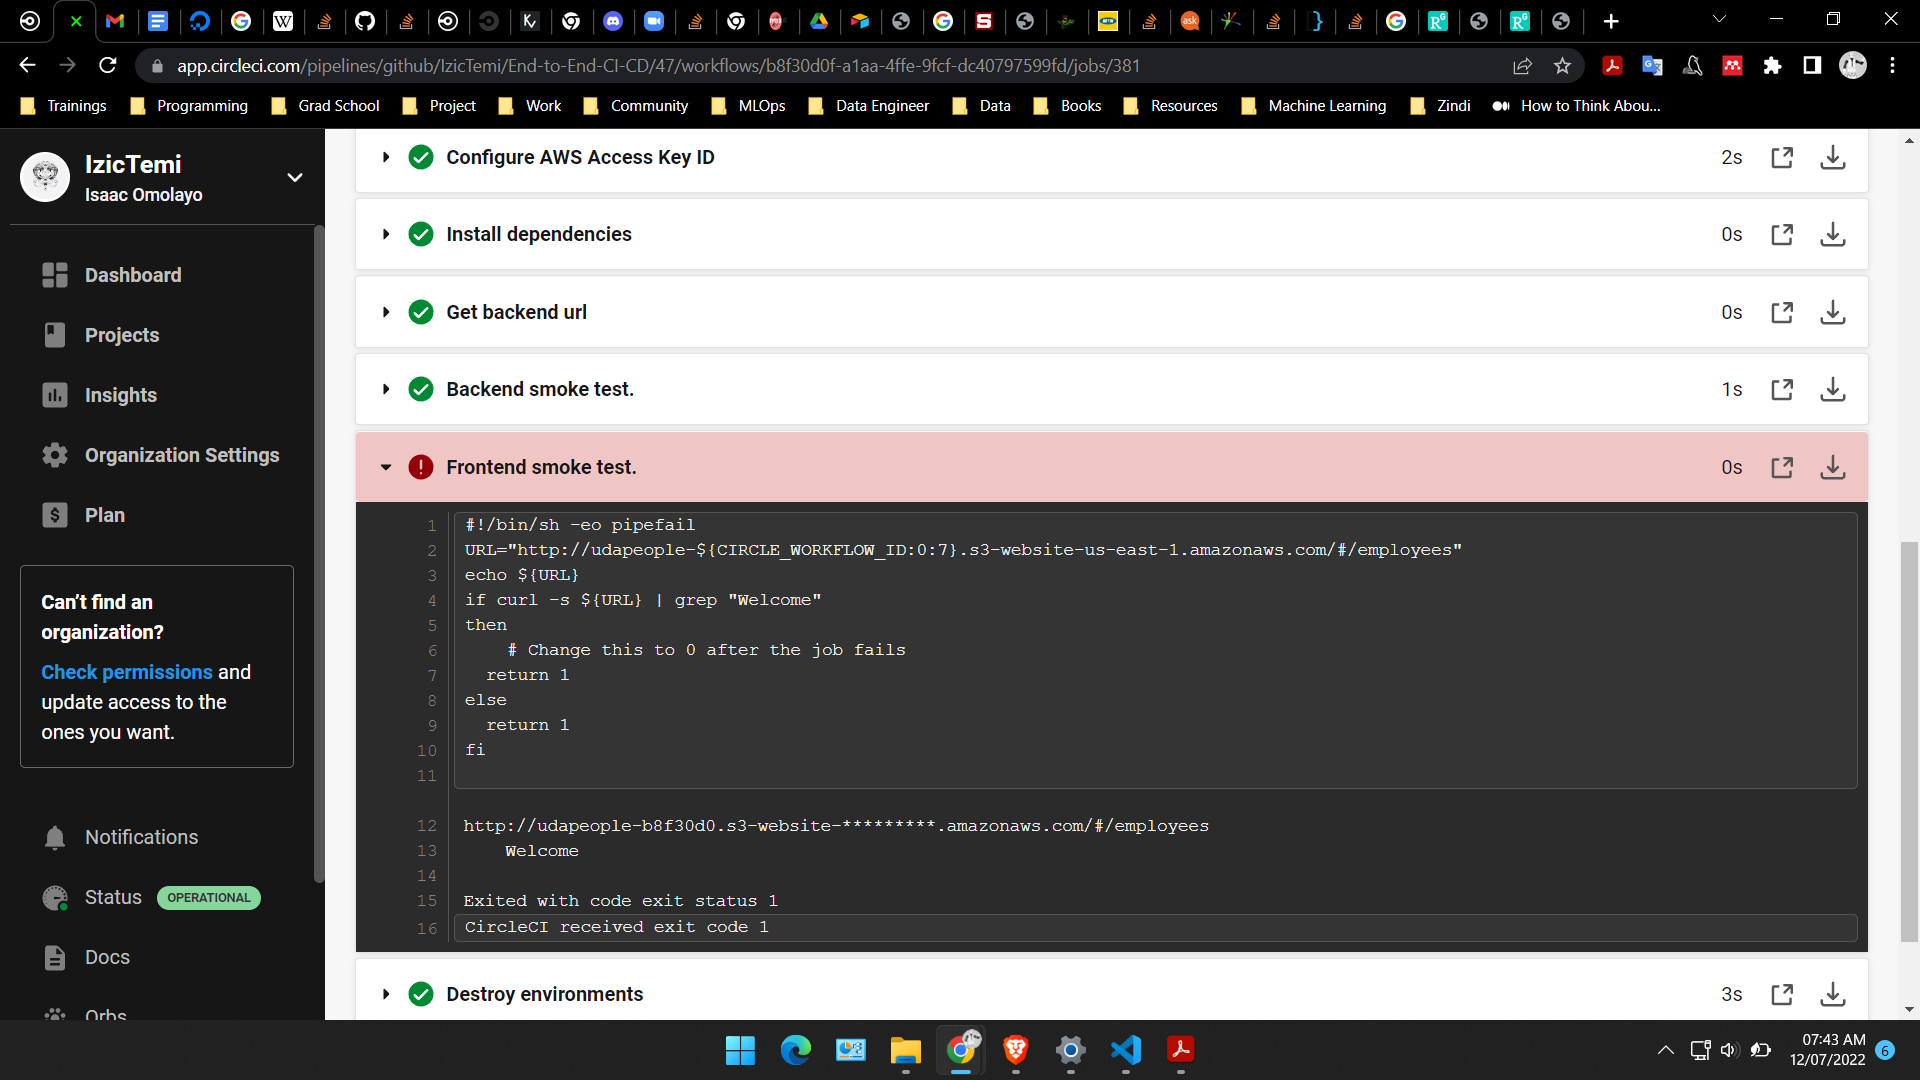 app.circleci.com/pipelines/github/IzicTemi/End-to-End-CI-CD/47/workflows/b8f30d0f-a1aa-4ffe-9fcf-dc40797599fd/jobs/381
Trainings Programming Grad School Project Work Community MLOps Data Engineer Data Books Resources Machine Learning Zindi How to Think Abou...
IzicTemi
Isaac Omolayo
Dashboard
Projects
Insights
Organization Settings
Plan
Can't find an
organization?
Check permissions and
update access to the
ones you want.
Notifications
Status OPERATIONAL
Docs
Orbs
Configure AWS Access Key ID 2s
Install dependencies 0s
Get backend url 0s
Backend smoke test. 1s
Frontend smoke test. 0s
1 #!/bin/sh -eo pipefail
2 URL="http://udapeople-${CIRCLE_WORKFLOW_ID:0:7}.s3-website-us-east-1.amazonaws.com/#/employees"
3 echo ${URL}
4 if curl -s ${URL} | grep "Welcome"
5 then
6 # Change this to 0 after the job fails
7 return 1
8 else
9 return 1
10 fi
11
12 http://udapeople-b8f30d0.s3-website-*********.amazonaws.com/#/employees
13 Welcome
14
15 Exited with code exit status 1
16 CircleCI received exit code 1
Destroy environments 3s
07:43 AM
12/07/2022
6